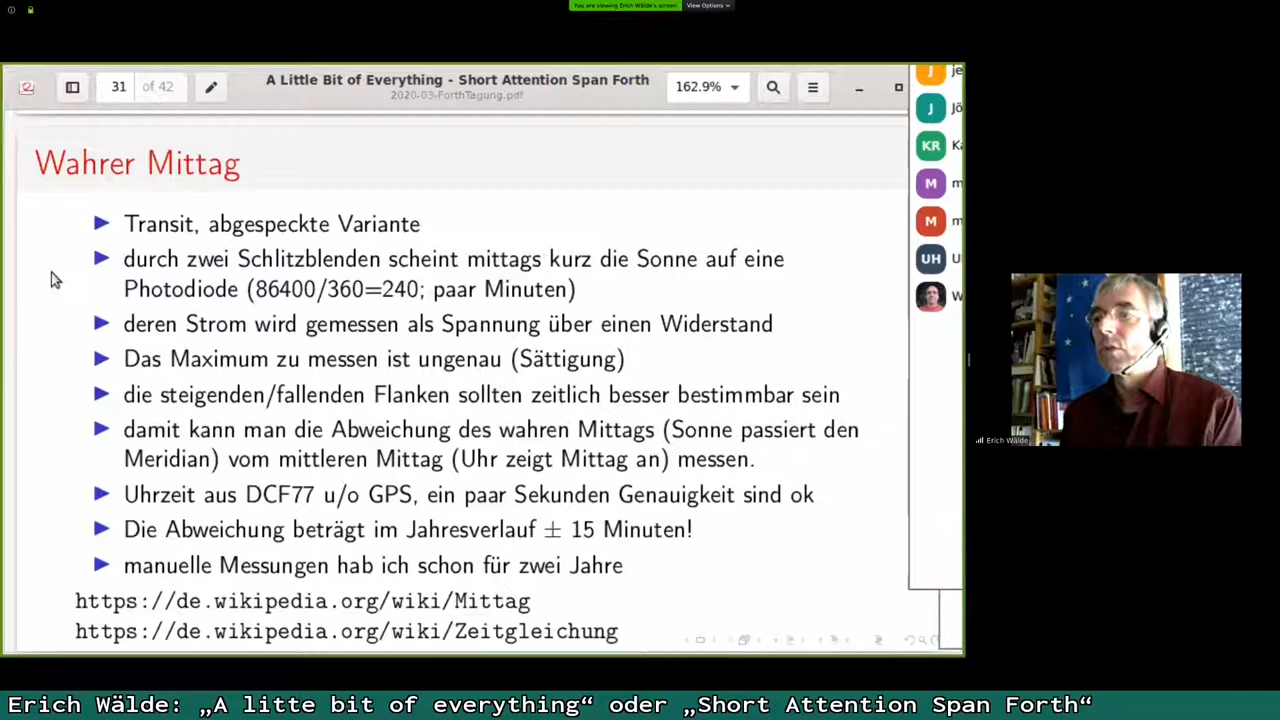 You are viewing Erich Wälde's screen
View Options
31 of 42
A Little Bit of Everything - Short Attention Span Forth
2020-03-ForthTagung.pdf
162.9%
J je
J Jö
KR Ka
M m
M m
UH U
W
Wahrer Mittag
Transit, abgespeckte Variante
durch zwei Schlitzblenden scheint mittags kurz die Sonne auf eine
Photodiode (86400/360=240; paar Minuten)
deren Strom wird gemessen als Spannung über einen Widerstand
Das Maximum zu messen ist ungenau (Sättigung)
die steigenden/fallenden Flanken sollten zeitlich besser bestimmbar sein
damit kann man die Abweichung des wahren Mittags (Sonne passiert den
Meridian) vom mittleren Mittag (Uhr zeigt Mittag an) messen.
Uhrzeit aus DCF77 u/o GPS, ein paar Sekunden Genauigkeit sind ok
Die Abweichung beträgt im Jahresverlauf ± 15 Minuten!
manuelle Messungen hab ich schon für zwei Jahre
https://de.wikipedia.org/wiki/Mittag
https://de.wikipedia.org/wiki/Zeitgleichung
Erich Wälde
Erich Wälde: „A litte bit of everything“ oder „Short Attention Span Forth“